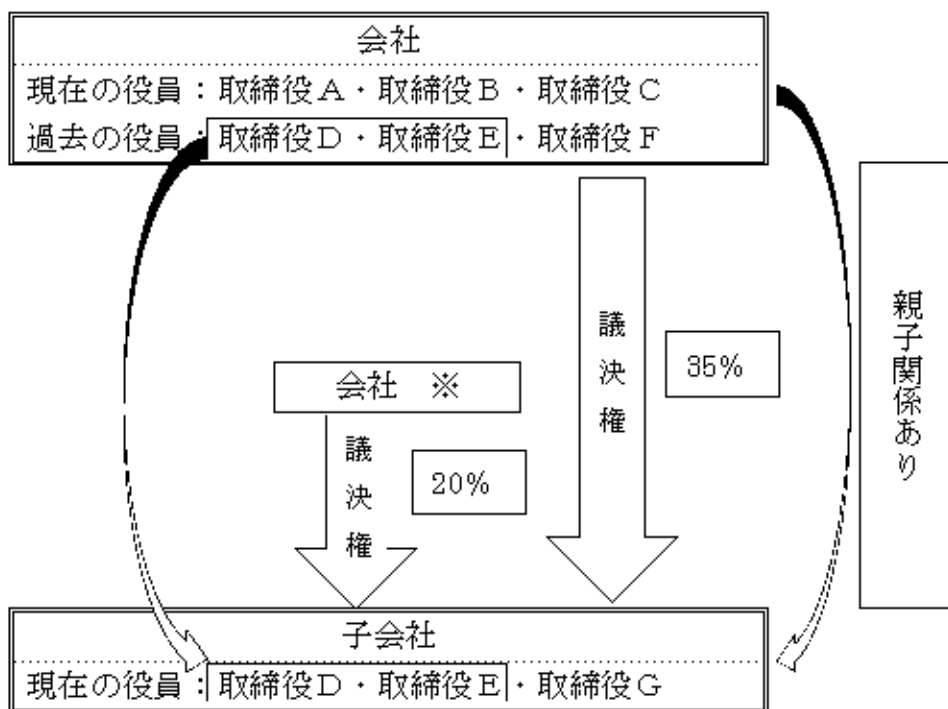 会社
現在の役員：取締役Ａ・取締役Ｂ・取締役Ｃ
過去の役員：取締役Ｄ・取締役Ｅ・取締役Ｆ
親子関係あり
議決権
35%
会社　※
議決権
20%
子会社
現在の役員：取締役Ｄ・取締役Ｅ・取締役Ｇ